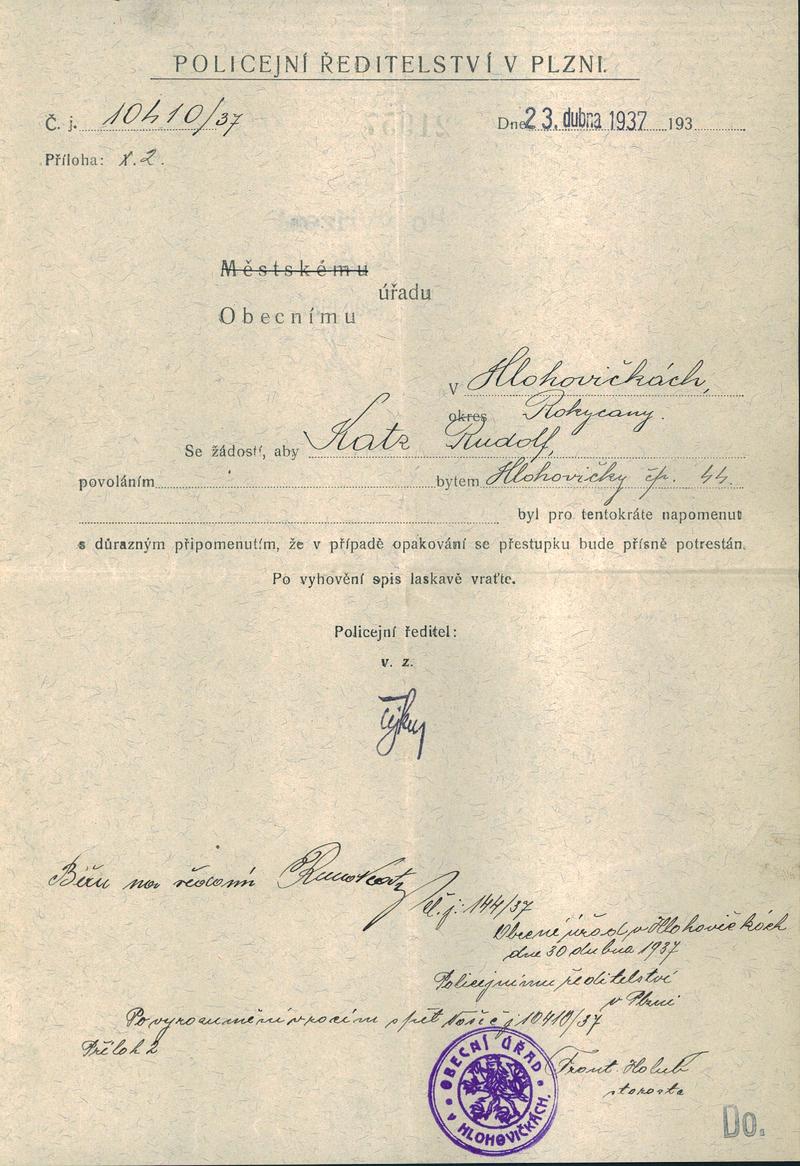 POLICEJNÍ ŘEDITELSTVÍ V PLZNI.
Č. j. 10410/37
Dne 23. dubna 1937 193
Příloha: 2.
Městskému
úřadu
Obecnímu
v Hlohovičkách,
okres Rokycany.
Se žádostí, aby Katz Rudolf,
povoláním bytem Hlohovičky čp. 44.
byl pro tentokráte napomenut
s důrazným připomenutím, že v případě opakování se přestupku bude přísně potrestán.
Po vyhovění spis laskavě vraťte.
Policejní ředitel:
v. z.
Béru na vědomí
č. j: 144/37
Obecné úřad v Hlohovičkách
dne 30 dubna 1937
Policejnímu ředitelství
v Plzni
Po vyrozumění vracím spět 10410/37
Příloh 2
OBECNÍ ÚŘAD
v HLOHOVIČKÁCH.
Frant. Holub
starosta
Do.